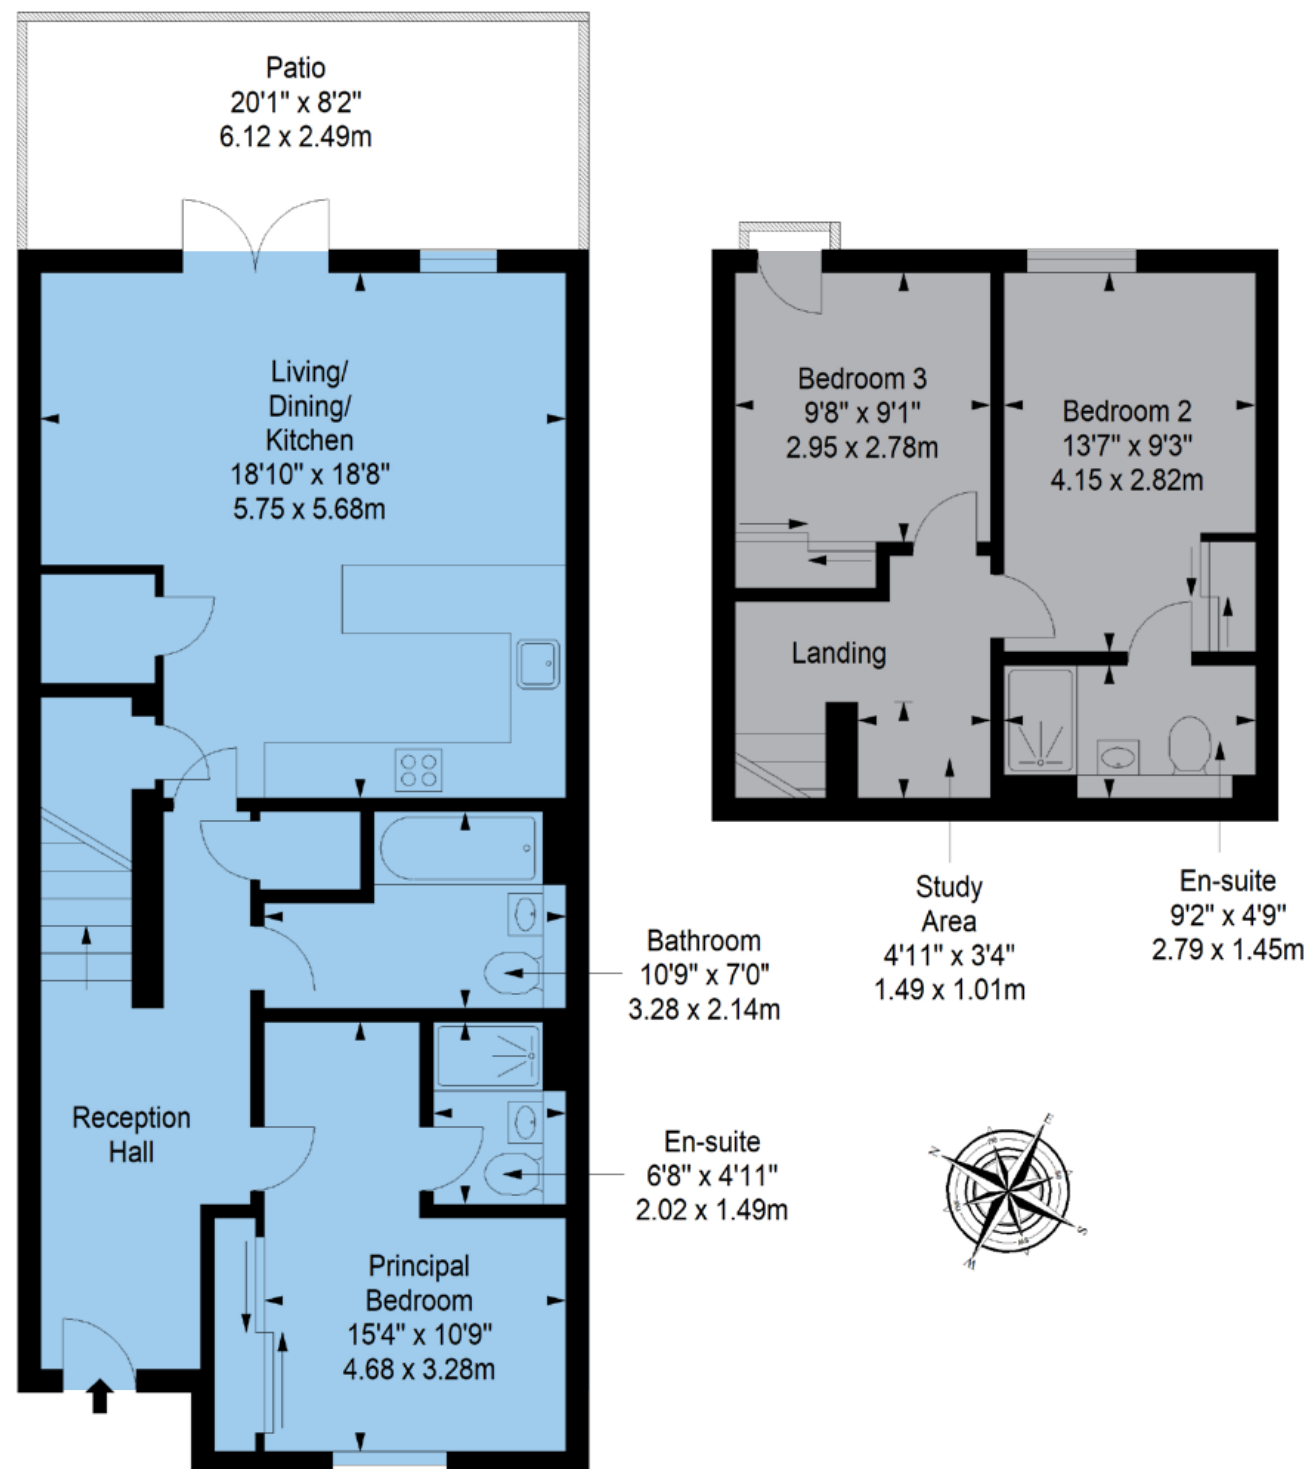 Patio
20'1" x 8'2"
6.12 x 2.49m
Living/
Dining/
Kitchen
18'10" x 18'8"
5.75 x 5.68m
Bedroom 3
9'8" x 9'1"
2.95 x 2.78m
Bedroom 2
13'7" x 9'3"
4.15 x 2.82m
Landing
Study
Area
4'11" x 3'4"
1.49 x 1.01m
En-suite
9'2" x 4'9"
2.79 x 1.45m
Bathroom
10'9" x 7'0"
3.28 x 2.14m
Reception
Hall
En-suite
6'8" x 4'11"
2.02 x 1.49m
Principal
Bedroom
15'4" x 10'9"
4.68 x 3.28m
N
E
S
W